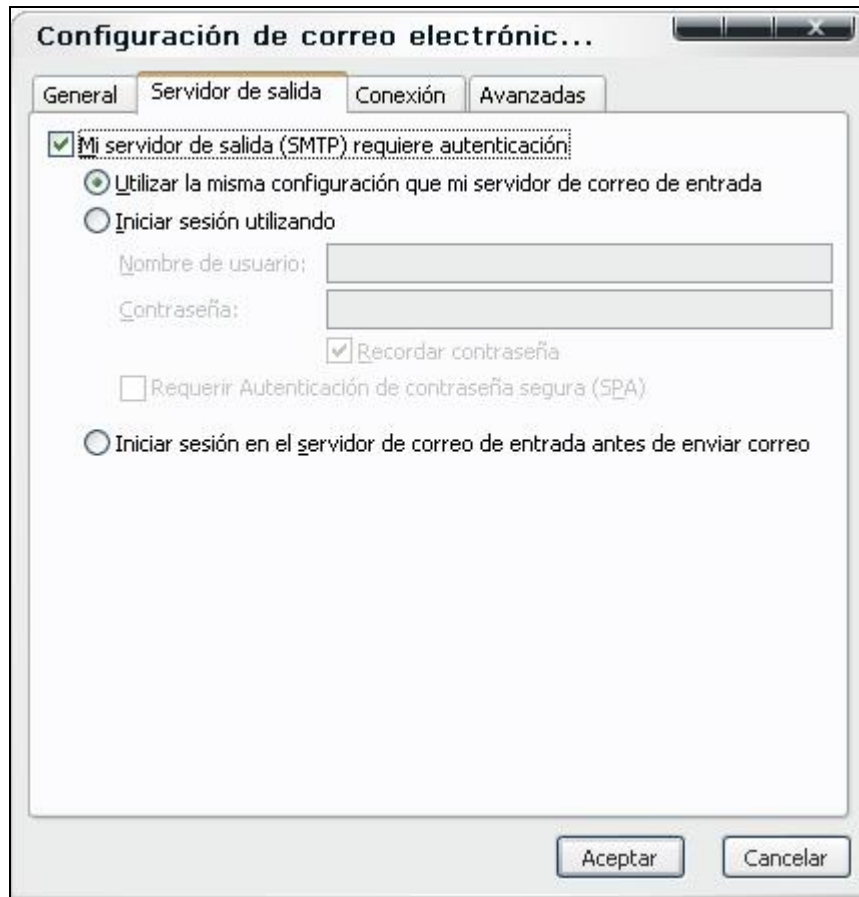 Configuración de correo electrónic...
General Servidor de salida Conexión Avanzadas
Mi servidor de salida (SMTP) requiere autenticación
Utilizar la misma configuración que mi servidor de correo de entrada
Iniciar sesión utilizando
Nombre de usuario:
Contraseña:
Recordar contraseña
Requerir Autenticación de contraseña segura (SPA)
Iniciar sesión en el servidor de correo de entrada antes de enviar correo
Aceptar Cancelar